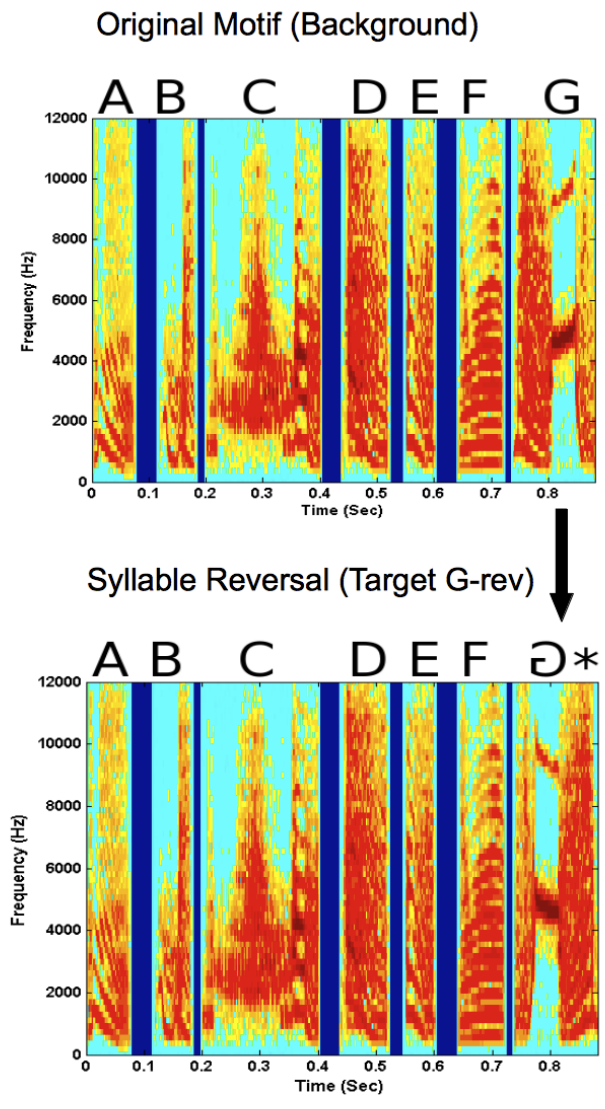 Original Motif (Background)
A B C D E F G
12000
10000
8000
6000
4000
2000
0
Frequency (Hz)
0 0.1 0.2 0.3 0.4 0.5 0.6 0.7 0.8
Time (Sec)
Syllable Reversal (Target G-rev)
A B C D E F G*
12000
10000
8000
6000
4000
2000
0
Frequency (Hz)
0 0.1 0.2 0.3 0.4 0.5 0.6 0.7 0.8
Time (Sec)